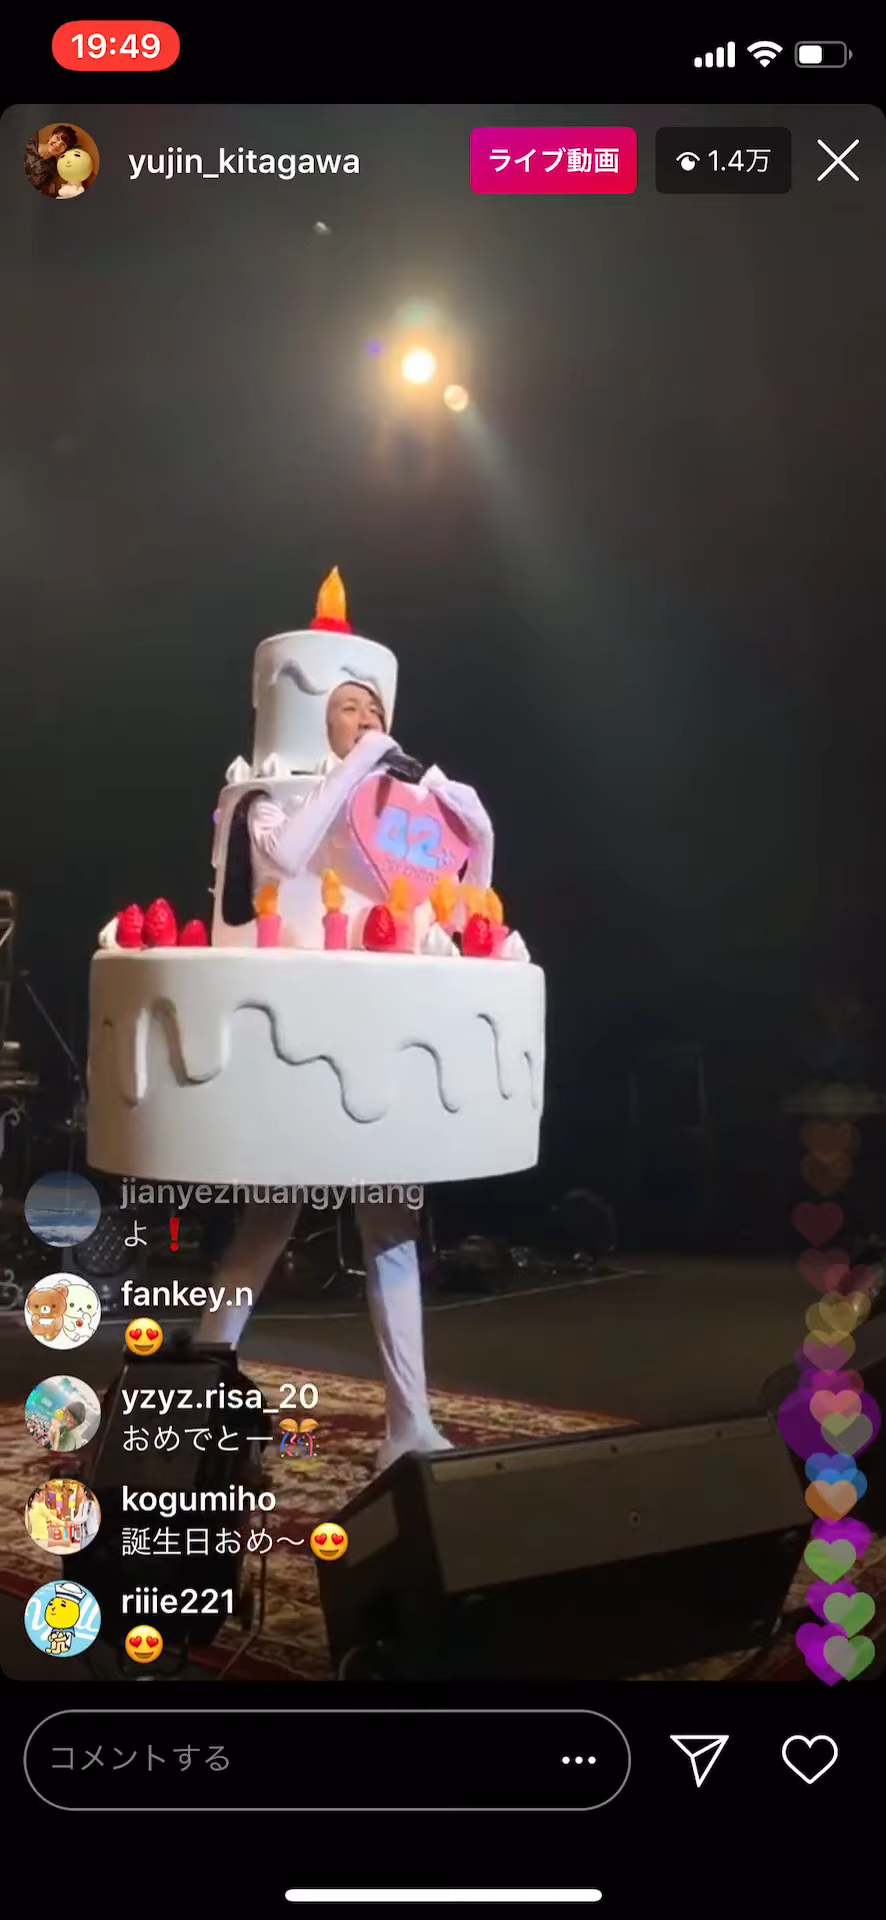 19:49
yujin_kitagawa
ライブ動画
1.4万
42
jianyezhuangyilang
よ❗
fankey.n
😍
yzyz.risa_20
おめでとー🎊
kogumiho
誕生日おめ〜😍
riiie221
😍
コメントする